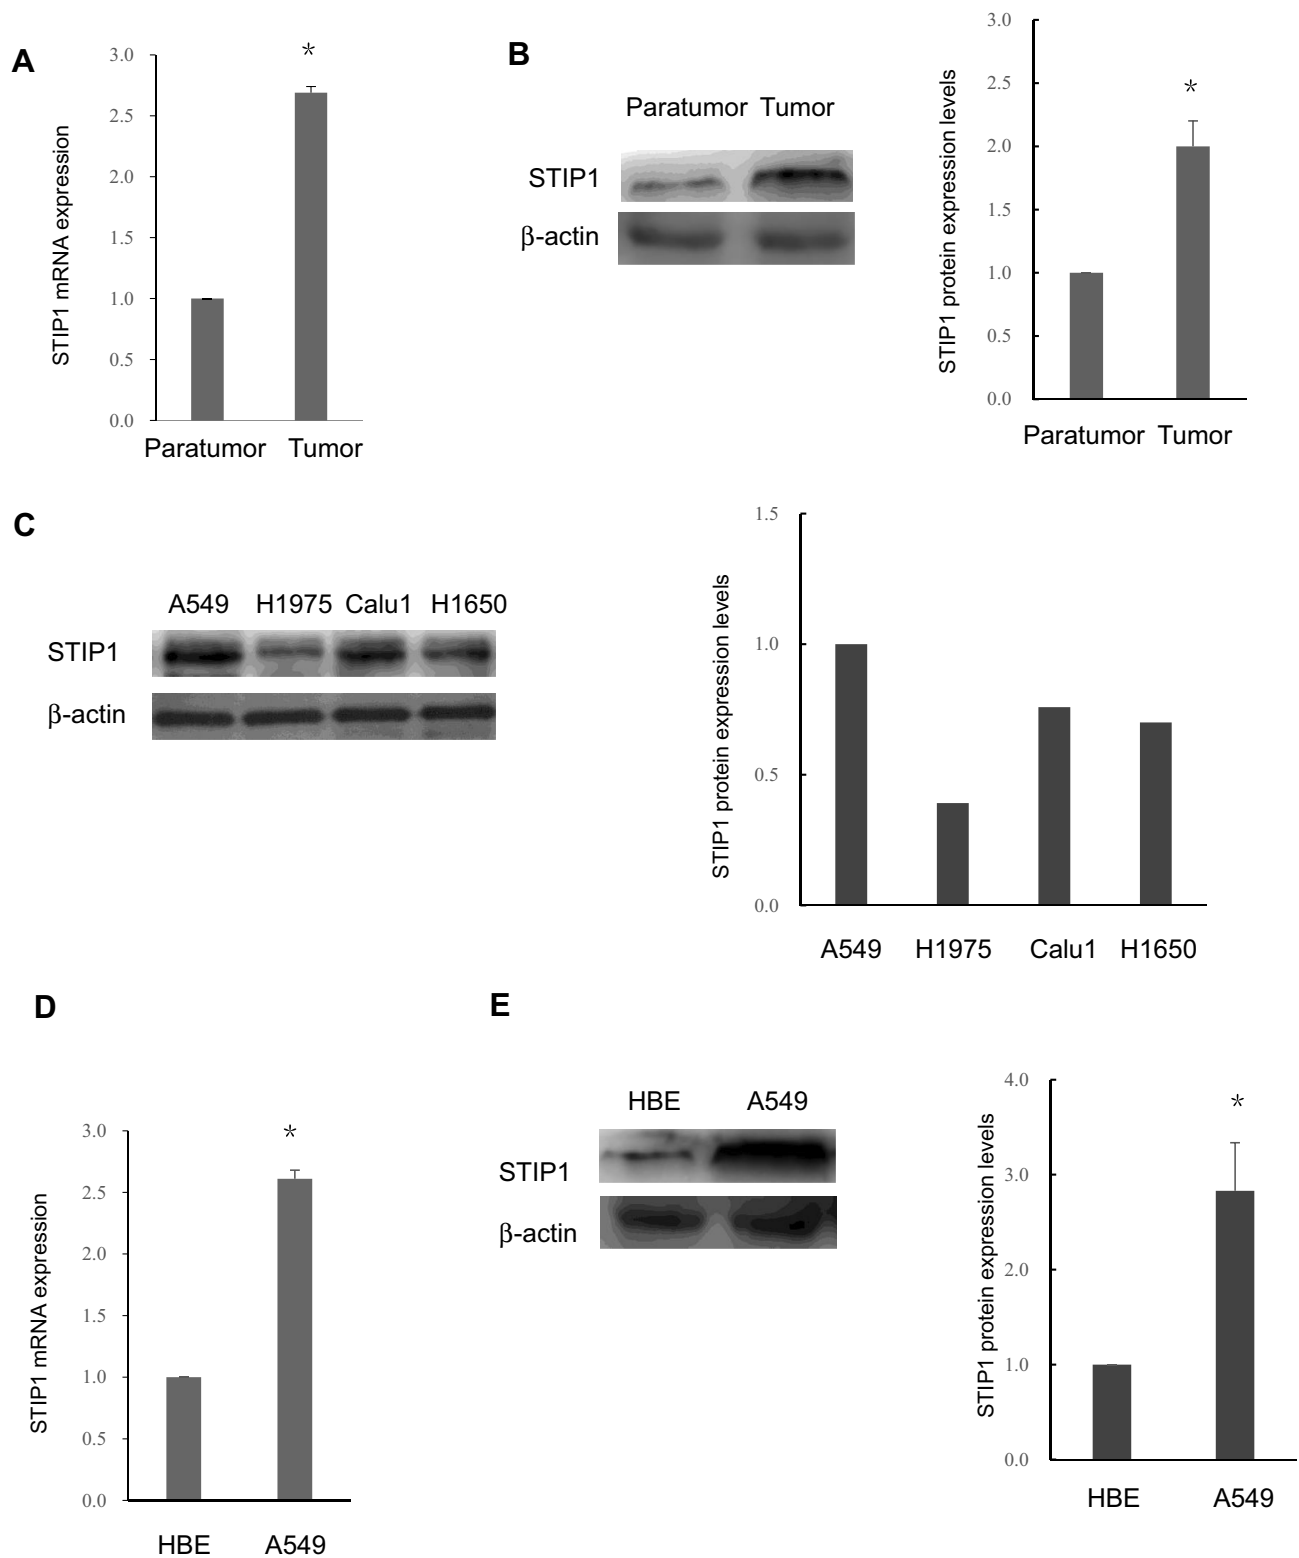 A
3.0
2.5
2.0
1.5
1.0
0.5
0.0
STIP1 mRNA expression
*
Paratumor Tumor
B
Paratumor Tumor
STIP1
β-actin
3.0
2.5
2.0
1.5
1.0
0.5
0.0
STIP1 protein expression levels
*
Paratumor Tumor
C
A549 H1975 Calu1 H1650
STIP1
β-actin
1.5
1.0
0.5
0.0
STIP1 protein expression levels
A549 H1975 Calu1 H1650
D
3.0
2.5
2.0
1.5
1.0
0.5
0.0
STIP1 mRNA expression
*
HBE A549
E
HBE A549
STIP1
β-actin
4.0
3.0
2.0
1.0
0.0
STIP1 protein expression levels
*
HBE A549